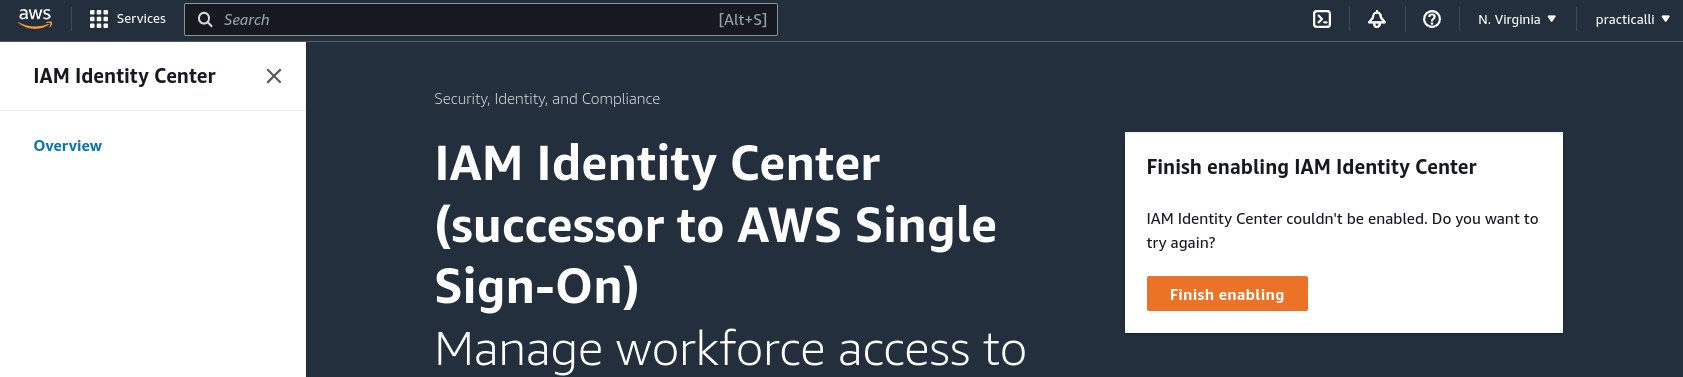 aws
Services
Search
[Alt+S]
N. Virginia
practicalli
IAM Identity Center
Overview
Security, Identity, and Compliance
IAM Identity Center
(successor to AWS Single
Sign-On)
Manage workforce access to
Finish enabling IAM Identity Center
IAM Identity Center couldn't be enabled. Do you want to
try again?
Finish enabling